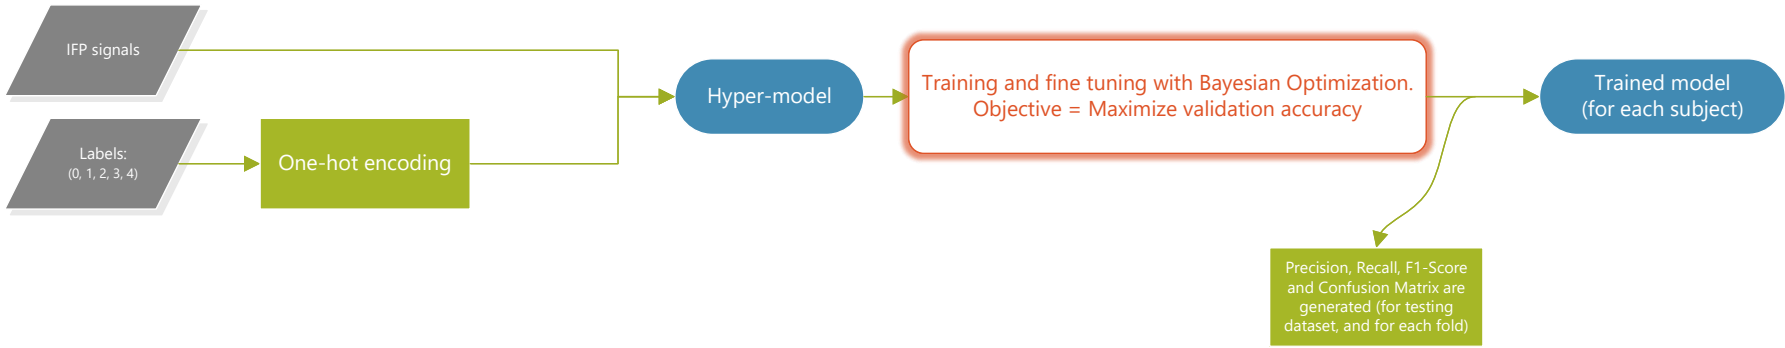 IFP signals
Labels:
(0, 1, 2, 3, 4)
One-hot encoding
Hyper-model
Training and fine tuning with Bayesian Optimization.
Objective = Maximize validation accuracy
Trained model
(for each subject)
Precision, Recall, F1-Score
and Confusion Matrix are
generated (for testing
dataset, and for each fold)